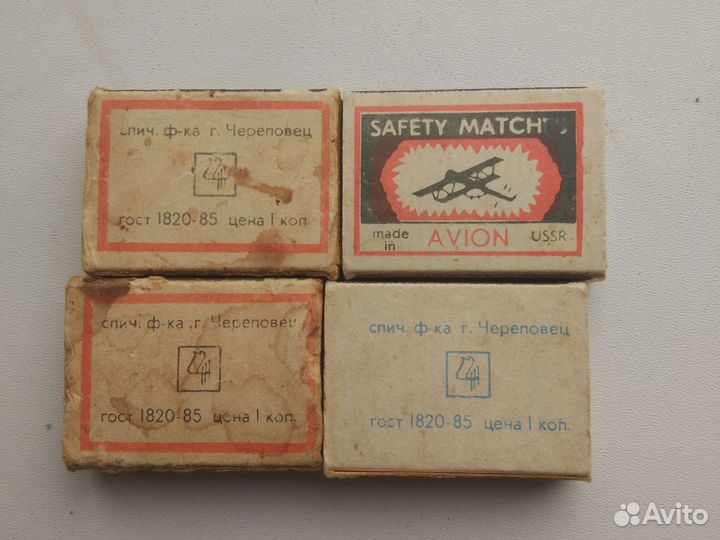 спич. ф-ка г. Череповец
гост 1820-85 цена 1 коп.
SAFETY MATCHES
made in
AVION
USSR
спич. ф-ка г. Череповец
гост 1820-85 цена 1 коп.
спич. ф-ка г. Череповец
гост 1820-85 цена 1 коп.
Avito